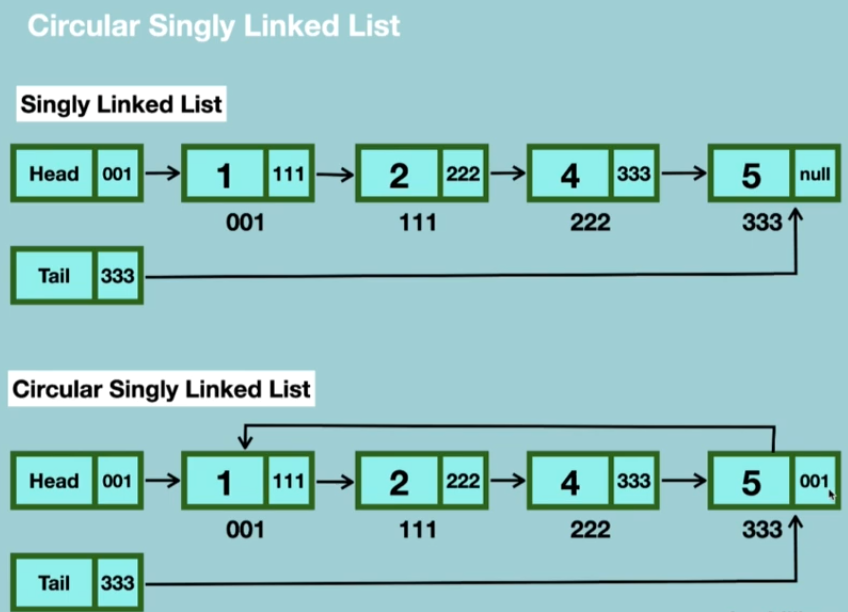 Circular Singly Linked List
Singly Linked List
Head 001 1 111 2 222 4 333 5 null
001 111 222 333
Tail 333
Circular Singly Linked List
Head 001 1 111 2 222 4 333 5 001
001 111 222 333
Tail 333